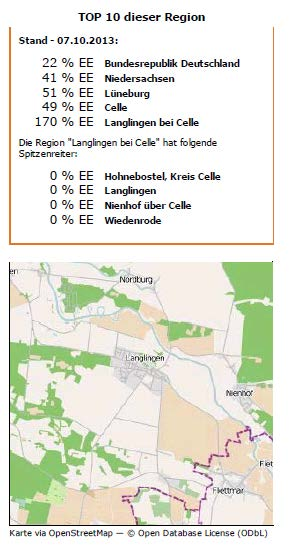 TOP 10 dieser Region
Stand - 07.10.2013:
22 % EE Bundesrepublik Deutschland
41 % EE Niedersachsen
51 % EE Lüneburg
49 % EE Celle
170 % EE Langlingen bei Celle
Die Region "Langlingen bei Celle" hat folgende
Spitzenreiter:
0 % EE Hohnebostel, Kreis Celle
0 % EE Langlingen
0 % EE Nienhof über Celle
0 % EE Wiedenrode
en
Nordburg
Langlingen
Nienhof
Flet
Flettmar
Karte via OpenStreetMap — © Open Database License (ODbL)